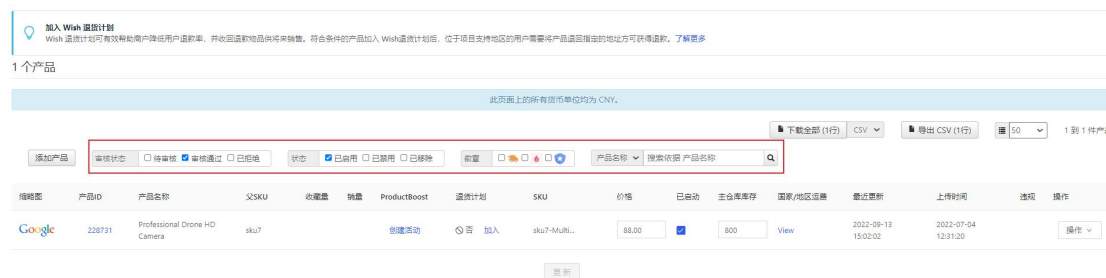 加入 Wish 退货计划
Wish 退货计划可有效帮助商户降低用户退款率，并收回退款物品供将来销售。符合条件的产品加入 Wish退货计划后，位于项目支持地区的用户需要将产品退回指定的地址方可获得退款。了解更多
1 个产品
此页面上的所有货币单位均为 CNY。
下载全部 (1行) CSV 导出 CSV (1行) 50 1 到 1 件产
添加产品 审核状态 待审核 审核通过 已拒绝 状态 已启用 已禁用 已移除 徽章 产品名称 搜索依据 产品名称
缩略图 产品ID 产品名称 父SKU 收藏量 销量 ProductBoost 退货计划 SKU 价格 已启动 主仓库库存 国家/地区运费 最近更新 上传时间 违规 操作
Google 228731 Professional Drone HD sku7 创建活动 否 加入 sku7-Multi... 88.00 800 View 2022-09-13 2022-07-04 操作
Camera 15:02:02 12:31:20
更新